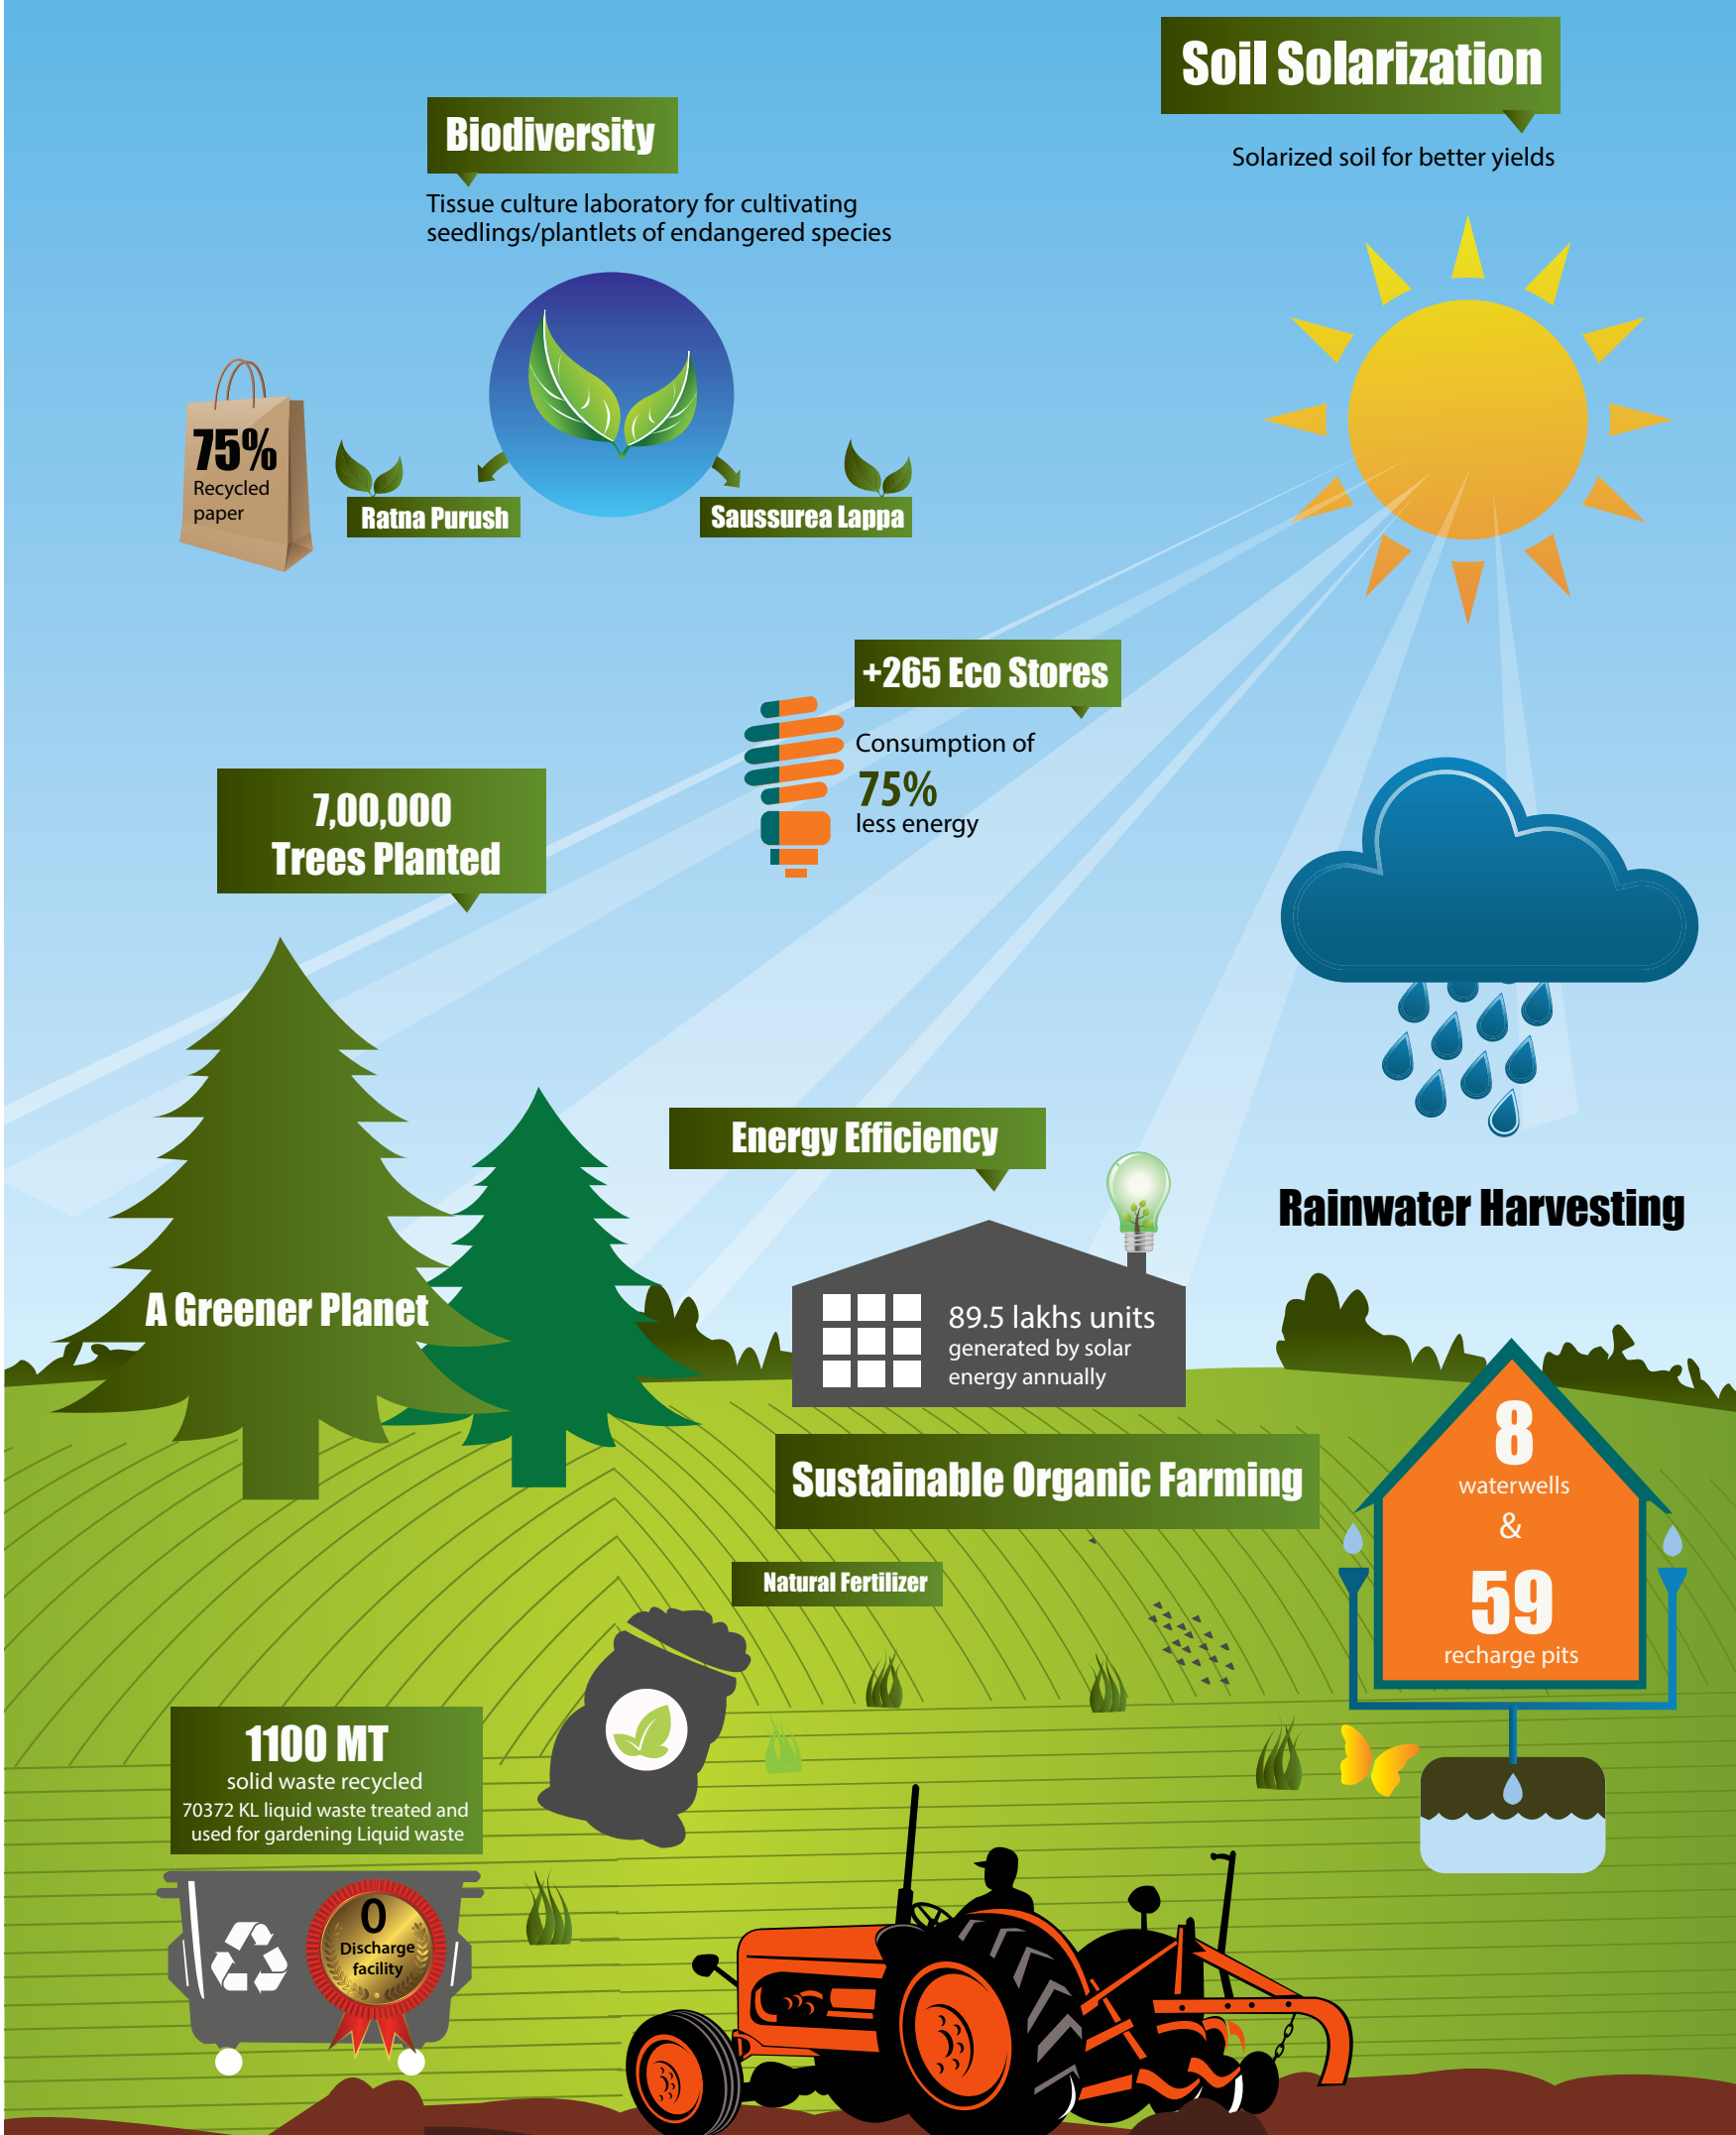 Soil Solarization
Solarized soil for better yields
Biodiversity
Tissue culture laboratory for cultivating
seedlings/plantlets of endangered species
75%
Recycled
paper
Ratna Purush
Saussurea Lappa
+265 Eco Stores
Consumption of
75%
less energy
7,00,000
Trees Planted
A Greener Planet
Energy Efficiency
89.5 lakhs units
generated by solar
energy annually
Rainwater Harvesting
8
waterwells
&
59
recharge pits
Sustainable Organic Farming
Natural Fertilizer
1100 MT
solid waste recycled
70372 KL liquid waste treated and
used for gardening Liquid waste
0
Discharge
facility